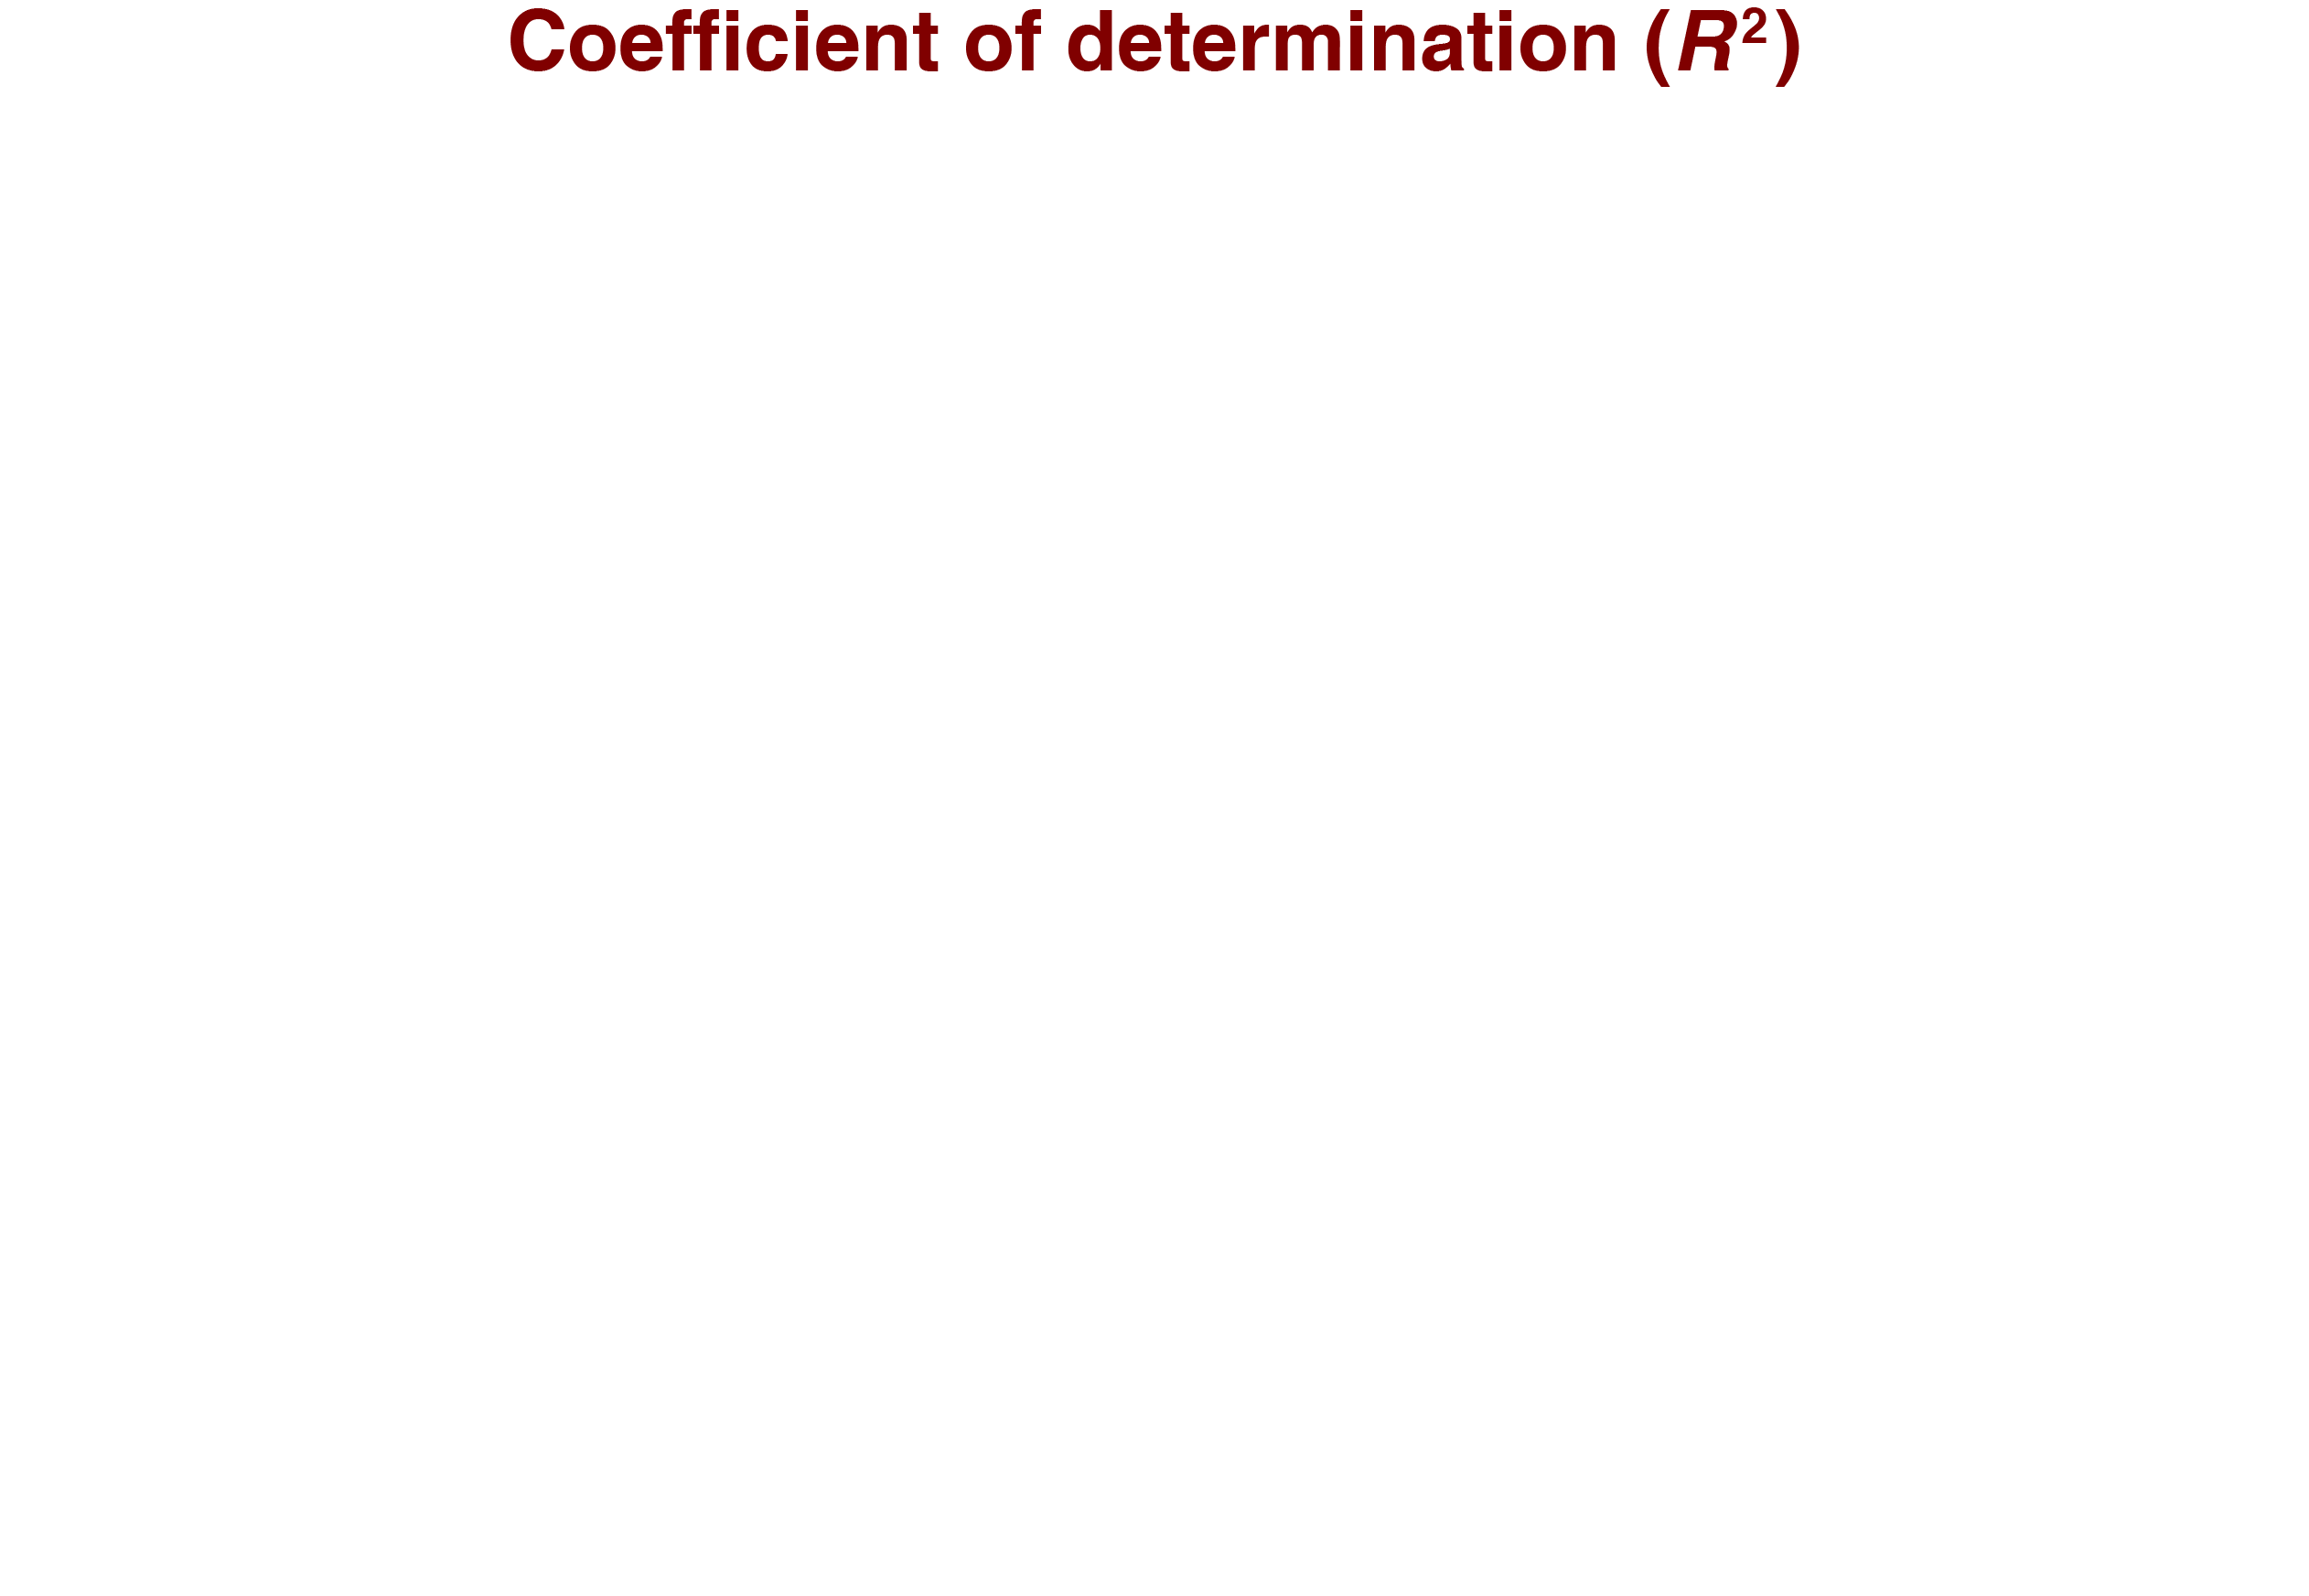 Coefficient of determination (R²)